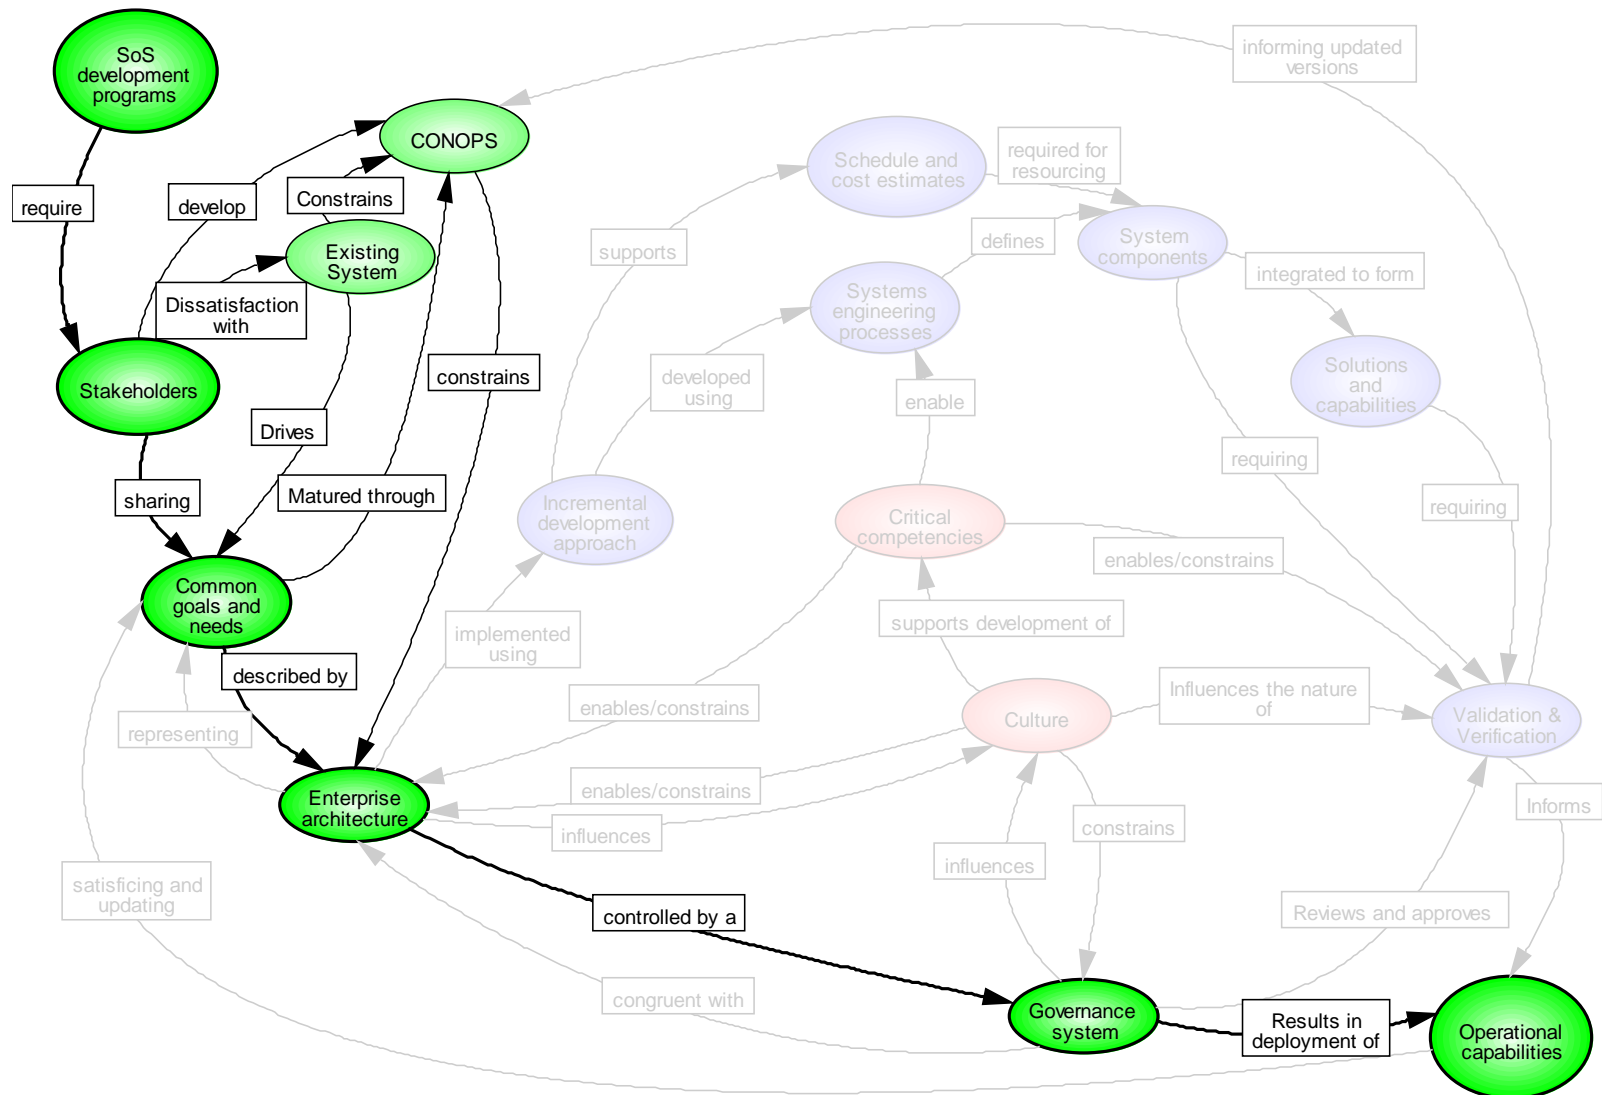 SoS
development
programs
informing updated
versions
CONOPS
Schedule and
cost estimates
required for
resourcing
require
develop
Constrains
Existing
System
supports
defines
System
components
integrated to form
Dissatisfaction
with
Systems
engineering
processes
Stakeholders
constrains
developed
using
enable
Solutions
and
capabilities
Drives
requiring
sharing
Matured through
Incremental
development
approach
Critical
competencies
requiring
enables/constrains
Common
goals and
needs
implemented
using
supports development of
described by
representing
enables/constrains
Culture
Influences the nature
of
Validation &
Verification
Enterprise
architecture
enables/constrains
influences
constrains
Informs
influences
satisficing and
updating
controlled by a
Reviews and approves
congruent with
Governance
system
Results in
deployment of
Operational
capabilities